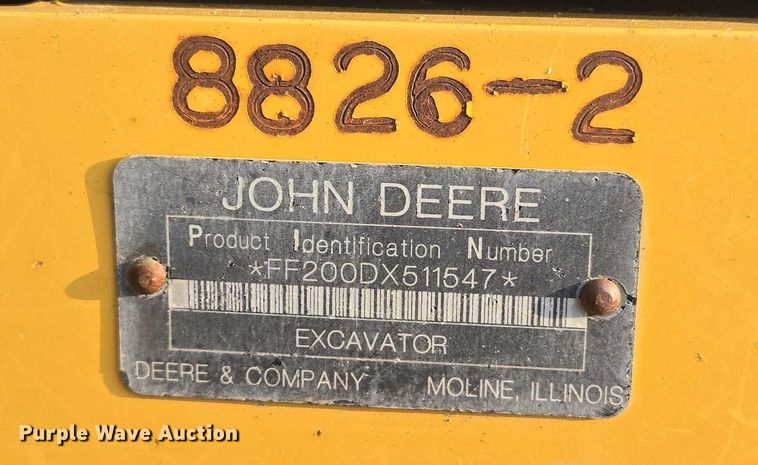 8826-2
JOHN DEERE
Product Identification Number
*FF200DX511547*
EXCAVATOR
DEERE & COMPANY MOLINE, ILLINOIS
Purple Wave Auction